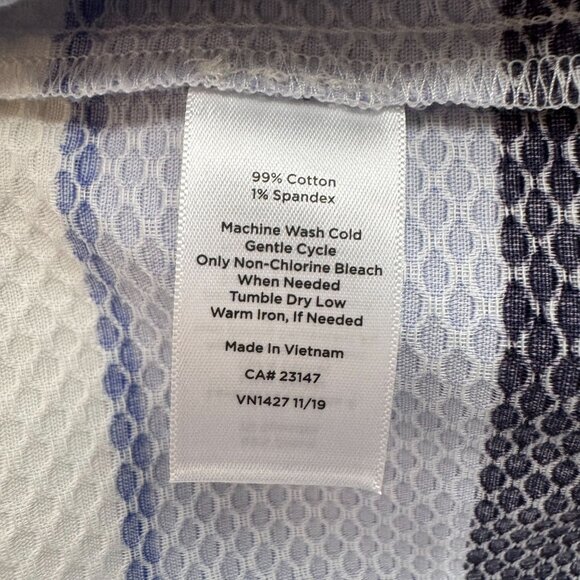 99% Cotton
1% Spandex
Machine Wash Cold
Gentle Cycle
Only Non-Chlorine Bleach
When Needed
Tumble Dry Low
Warm Iron, If Needed
Made In Vietnam
CA# 23147
VN1427 11/19